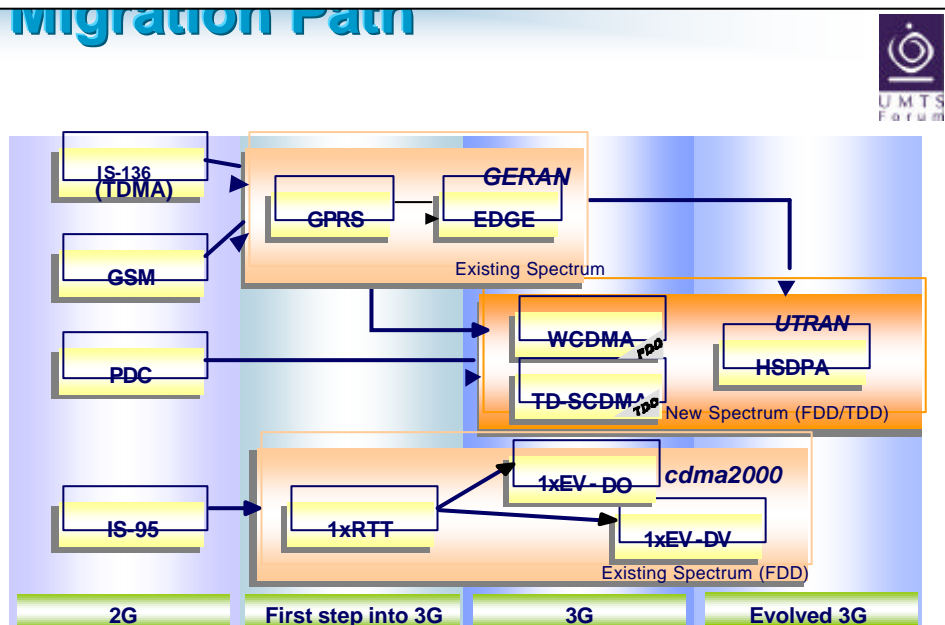 Migration Path
UMTS
Forum
IS-136
(TDMA)
GERAN
GPRS
EDGE
GSM
Existing Spectrum
UTRAN
WCDMA
FDD
HSDPA
PDC
TD-SCDMA
TDD
New Spectrum (FDD/TDD)
1xEV-DO
cdma2000
IS-95
1xRTT
1xEV-DV
Existing Spectrum (FDD)
2G
First step into 3G
3G
Evolved 3G